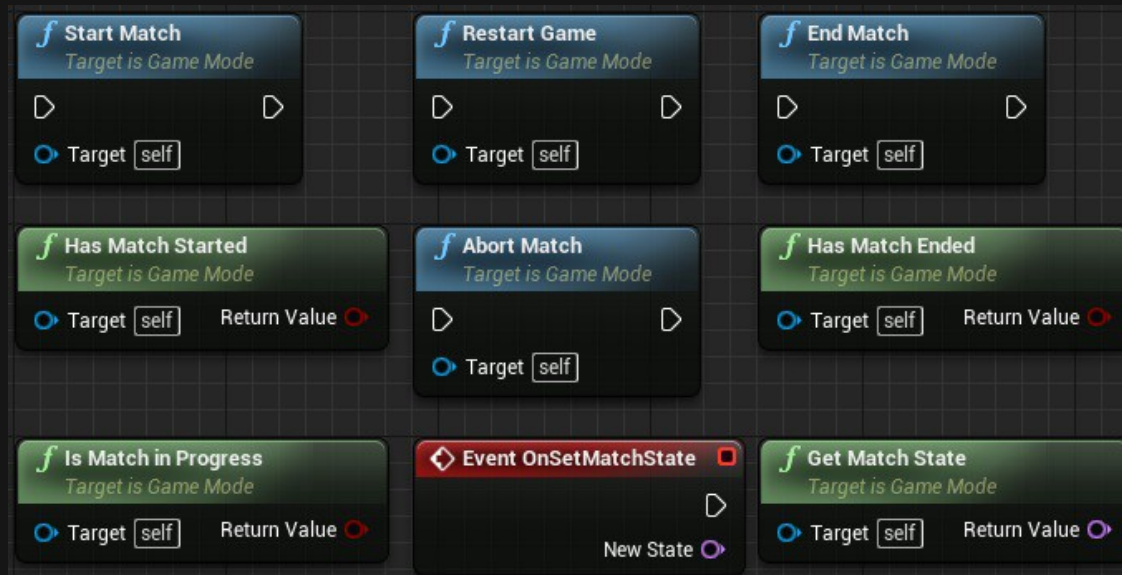 f Start Match
Target is Game Mode
Target self
f Restart Game
Target is Game Mode
Target self
f End Match
Target is Game Mode
Target self
f Has Match Started
Target is Game Mode
Target self Return Value
f Abort Match
Target is Game Mode
Target self
f Has Match Ended
Target is Game Mode
Target self Return Value
f Is Match in Progress
Target is Game Mode
Target self Return Value
Event OnSetMatchState
New State
f Get Match State
Target is Game Mode
Target self Return Value